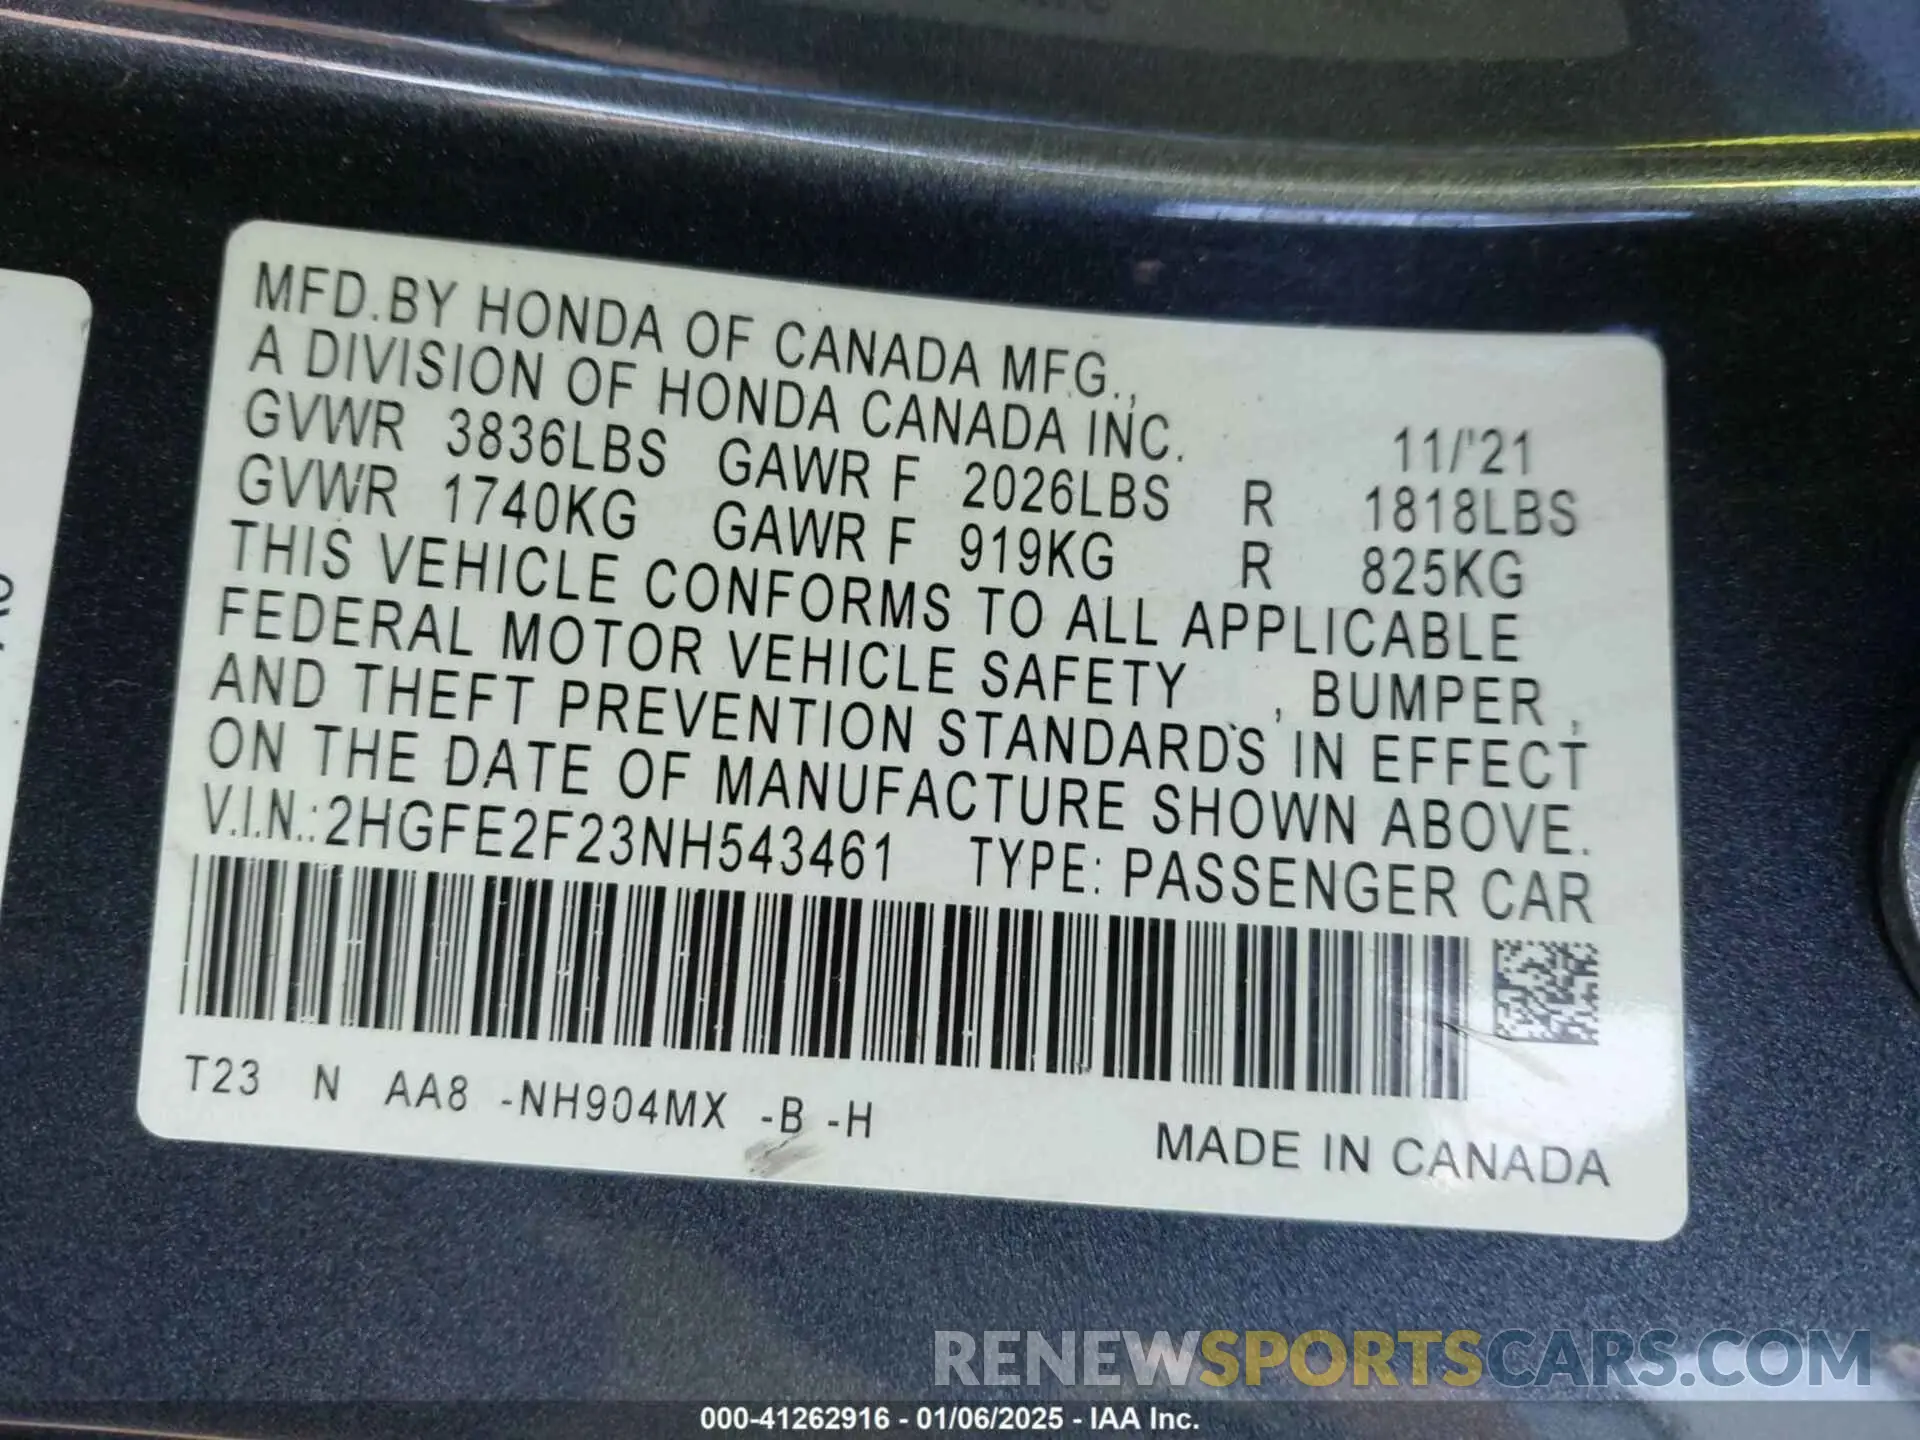 MFD.BY HONDA OF CANADA MFG.,
A DIVISION OF HONDA CANADA INC. 11/'21
GVWR 3836LBS GAWR F 2026LBS R 1818LBS
GVWR 1740KG GAWR F 919KG R 825KG
THIS VEHICLE CONFORMS TO ALL APPLICABLE
FEDERAL MOTOR VEHICLE SAFETY , BUMPER ,
AND THEFT PREVENTION STANDARDS IN EFFECT
ON THE DATE OF MANUFACTURE SHOWN ABOVE.
V.I.N.: 2HGFE2F23NH543461 TYPE: PASSENGER CAR
T23 N AA8 -NH904MX -B -H
MADE IN CANADA
RENEWSPORTSCARS.COM
000-41262916 - 01/06/2025 - IAA Inc.